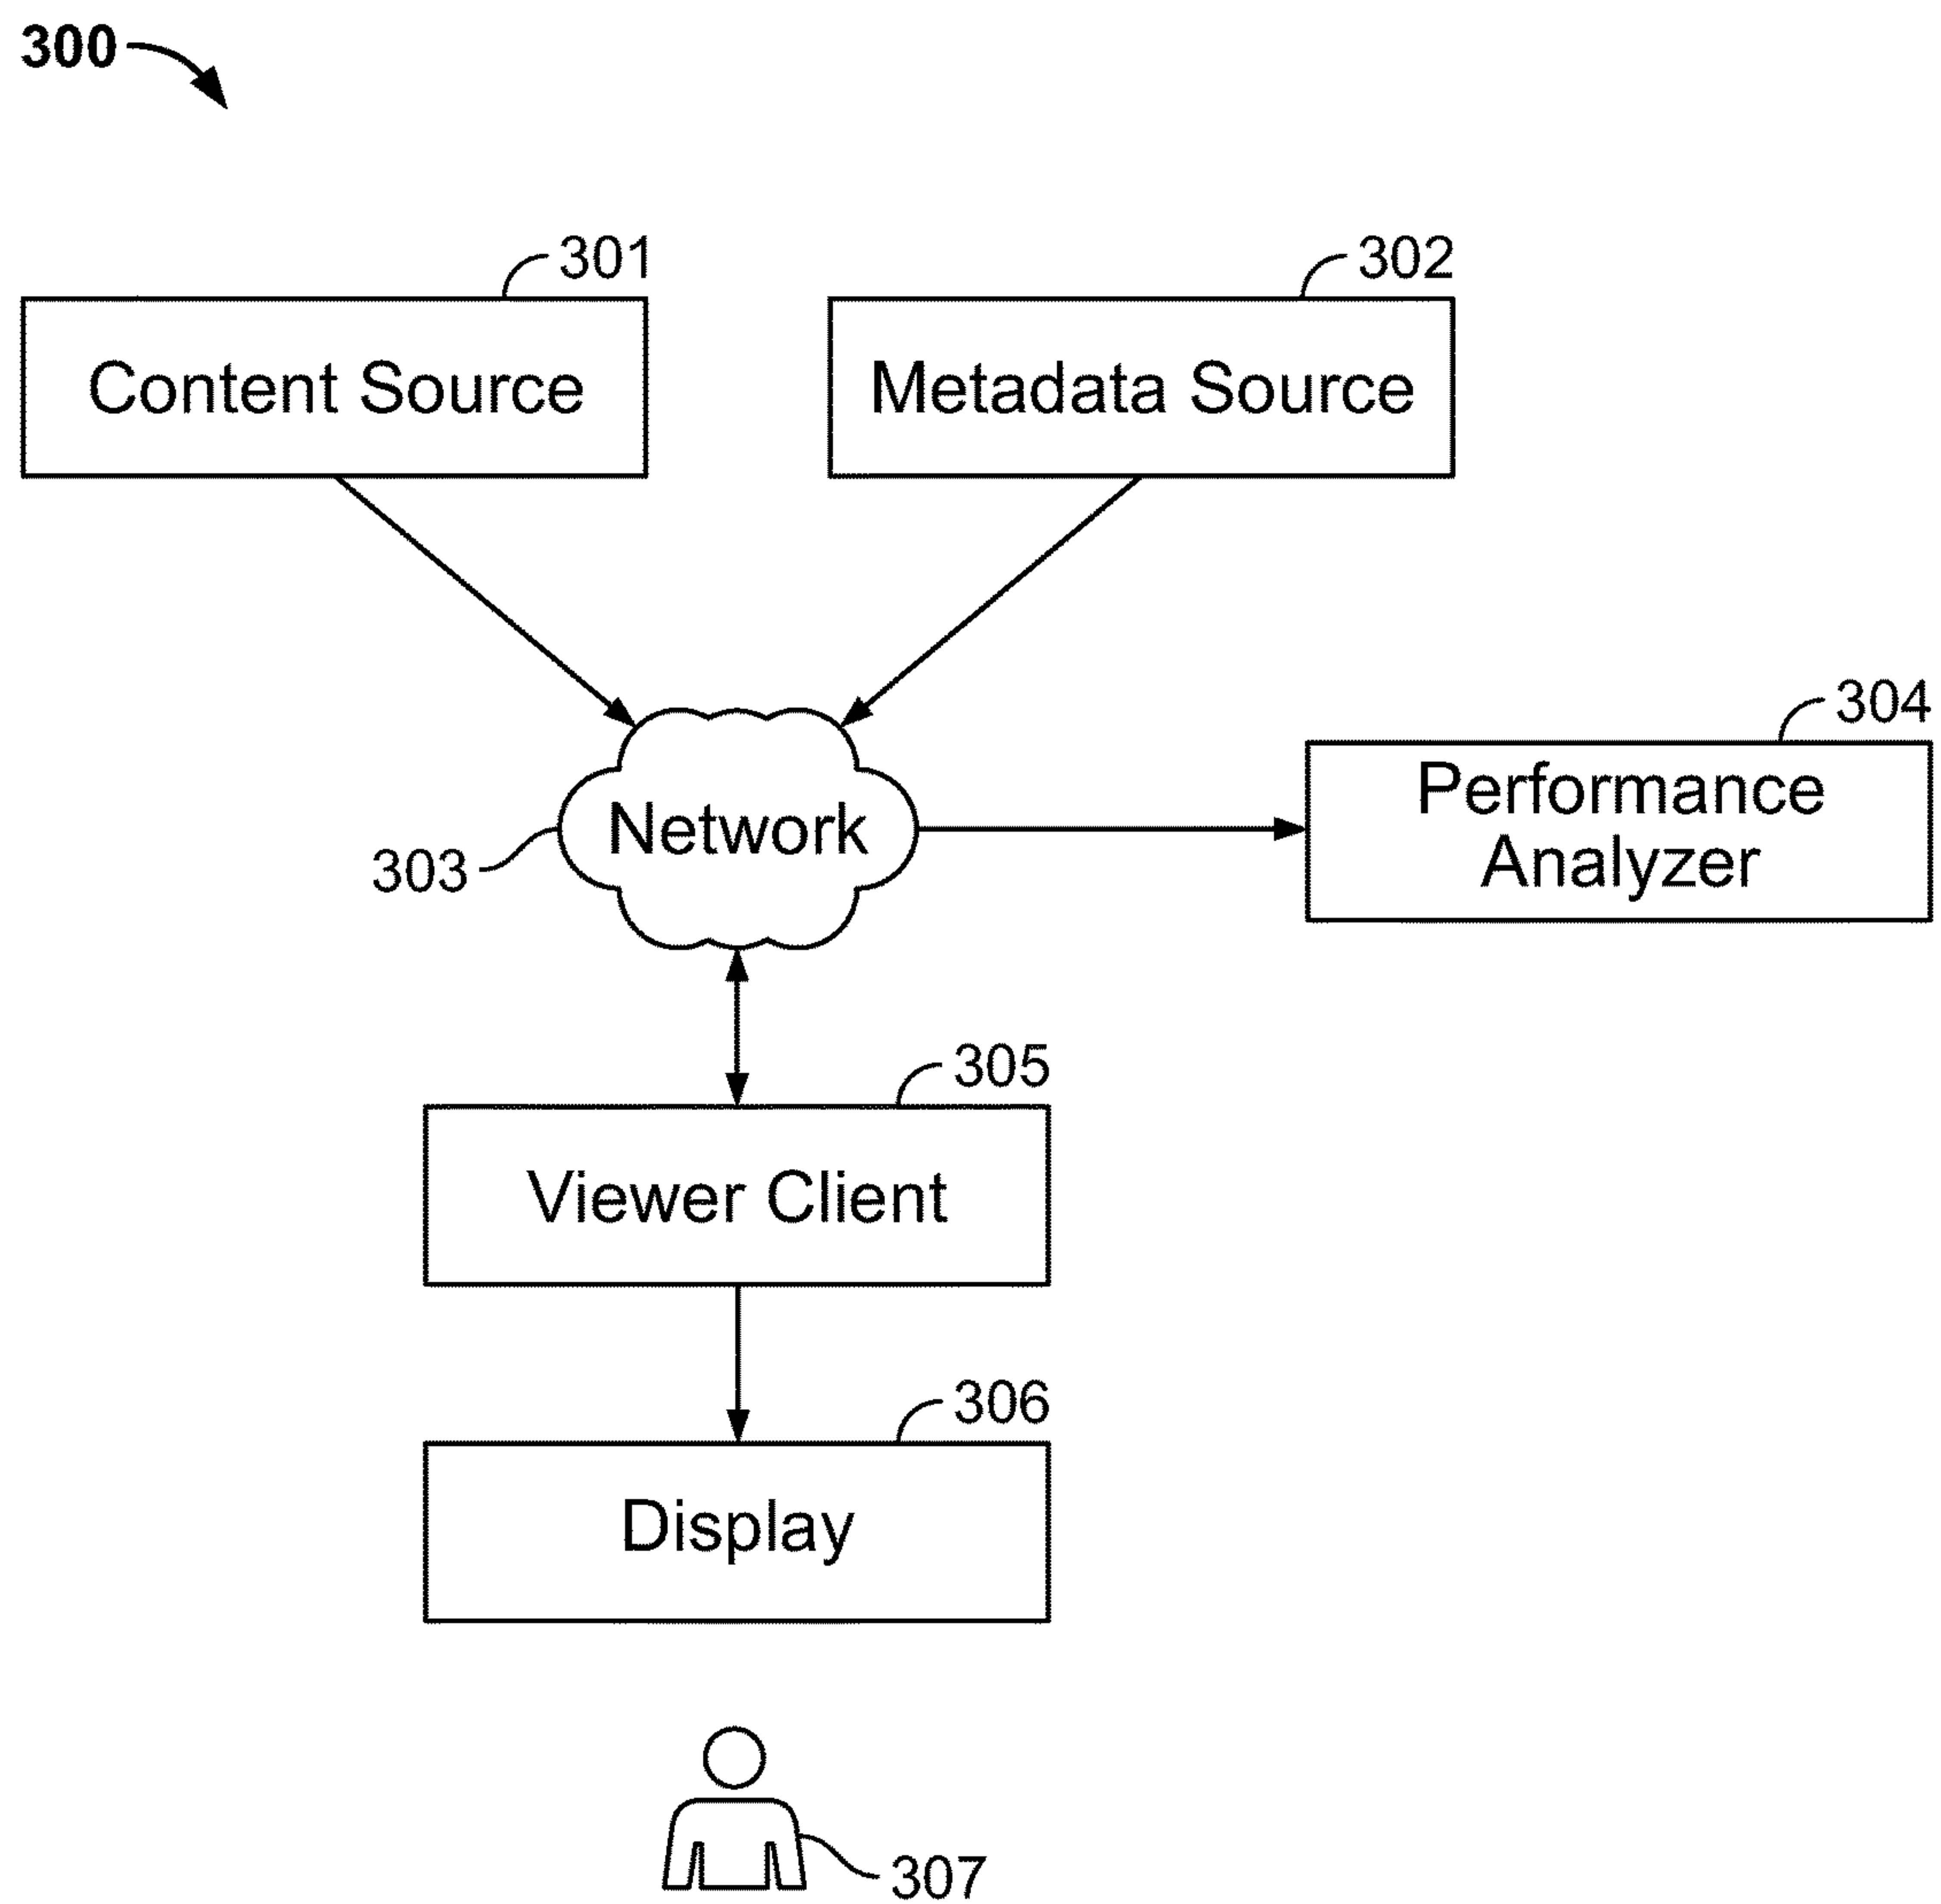 300
301
302
Content Source
Metadata Source
304
Performance
Analyzer
Network
303
305
Viewer Client
306
Display
307